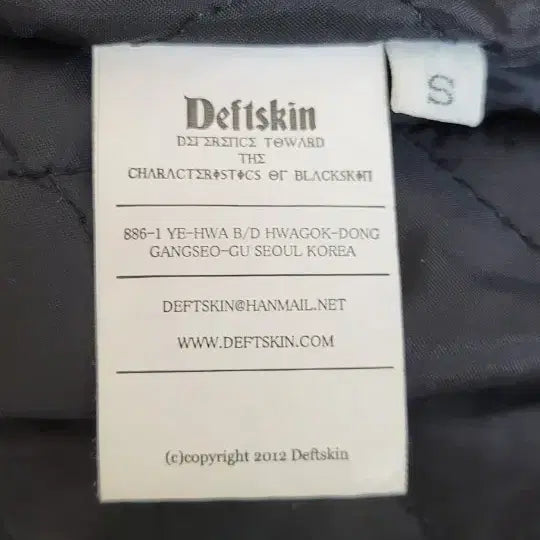 Deftskin
DEFERENCE TOWARD
THE
CHARACTERISTICS OF BLACKSKIN
886-1 YE-HWA B/D HWAGOK-DONG
GANGSEO-GU SEOUL KOREA
DEFTSKIN@HANMAIL.NET
WWW.DEFTSKIN.COM
(c)copyright 2012 Deftskin
S